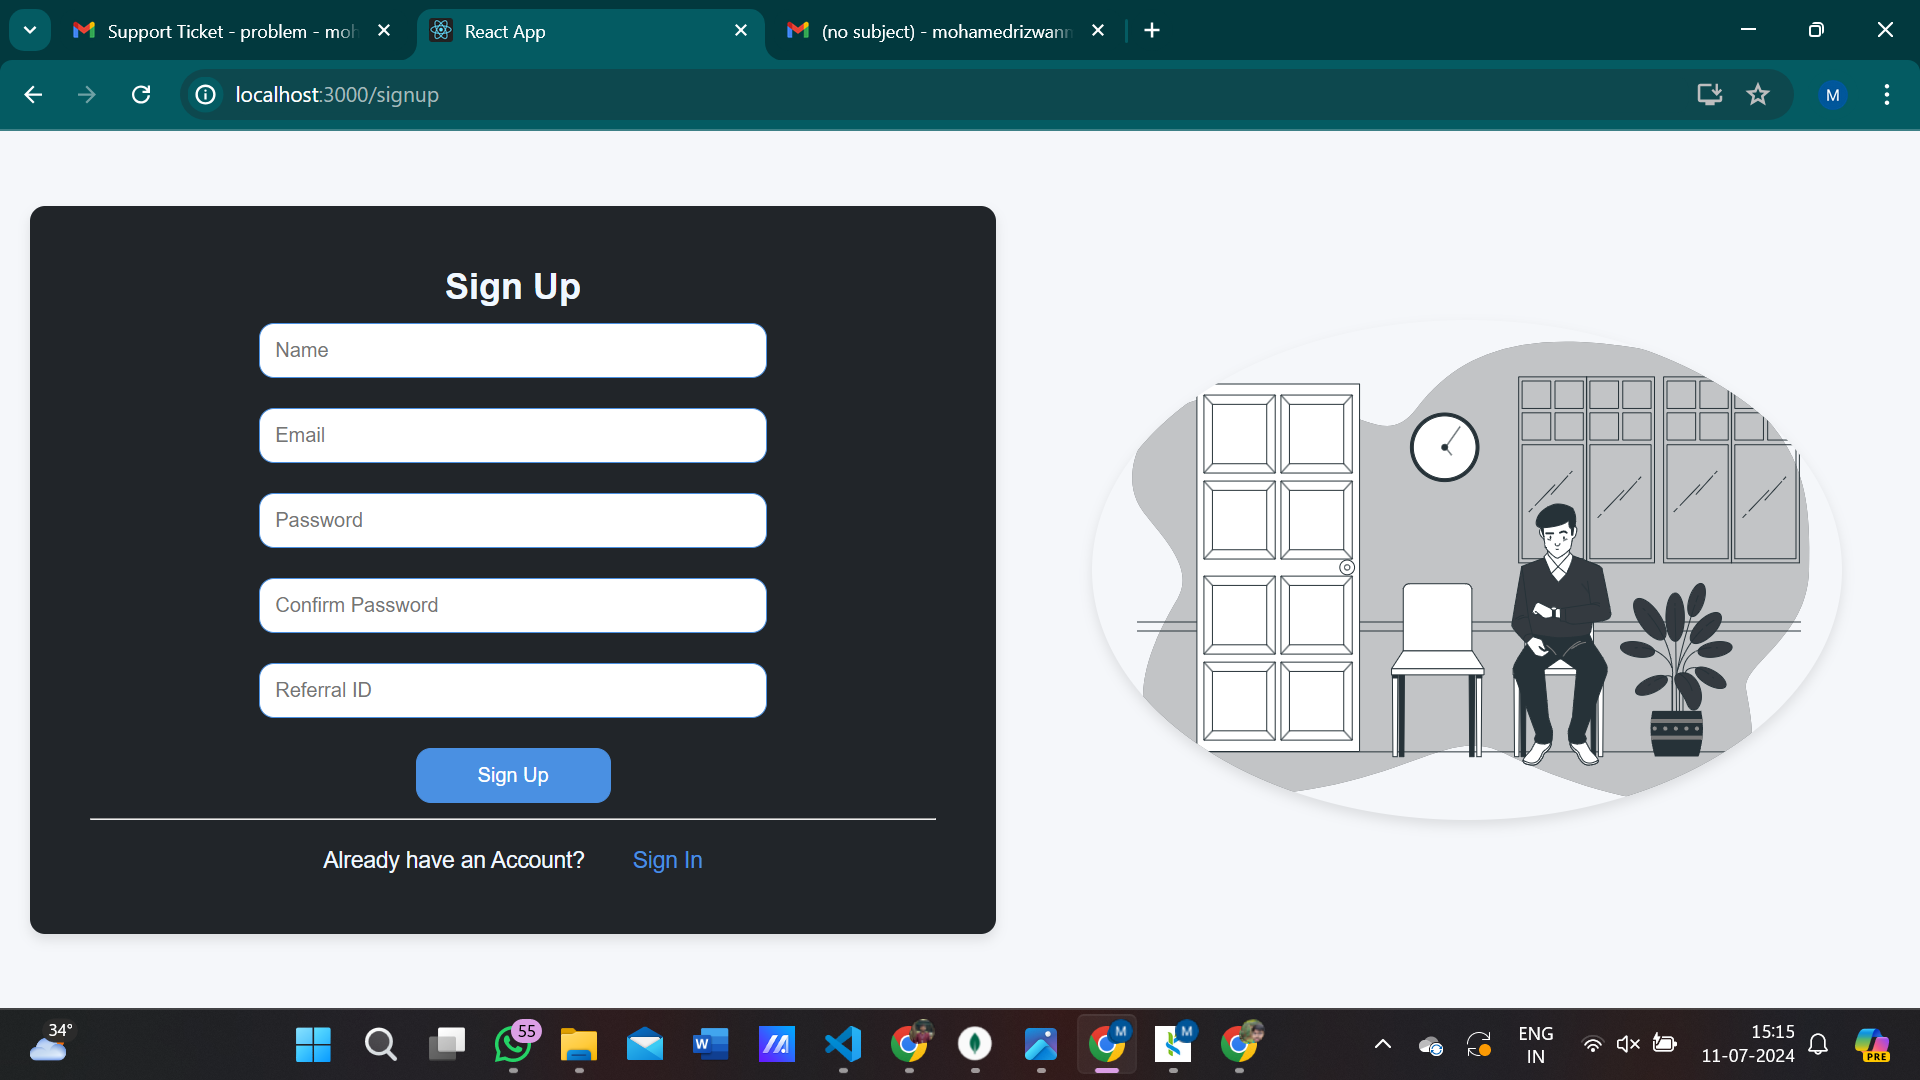 Support Ticket - problem - moh
React App
(no subject) - mohamedrizwann
localhost:3000/signup
M
Sign Up
Name
Email
Password
Confirm Password
Referral ID
Sign Up
Already have an Account? Sign In
34°
55
W
M
M
ENG
IN
15:15
11-07-2024
PRE